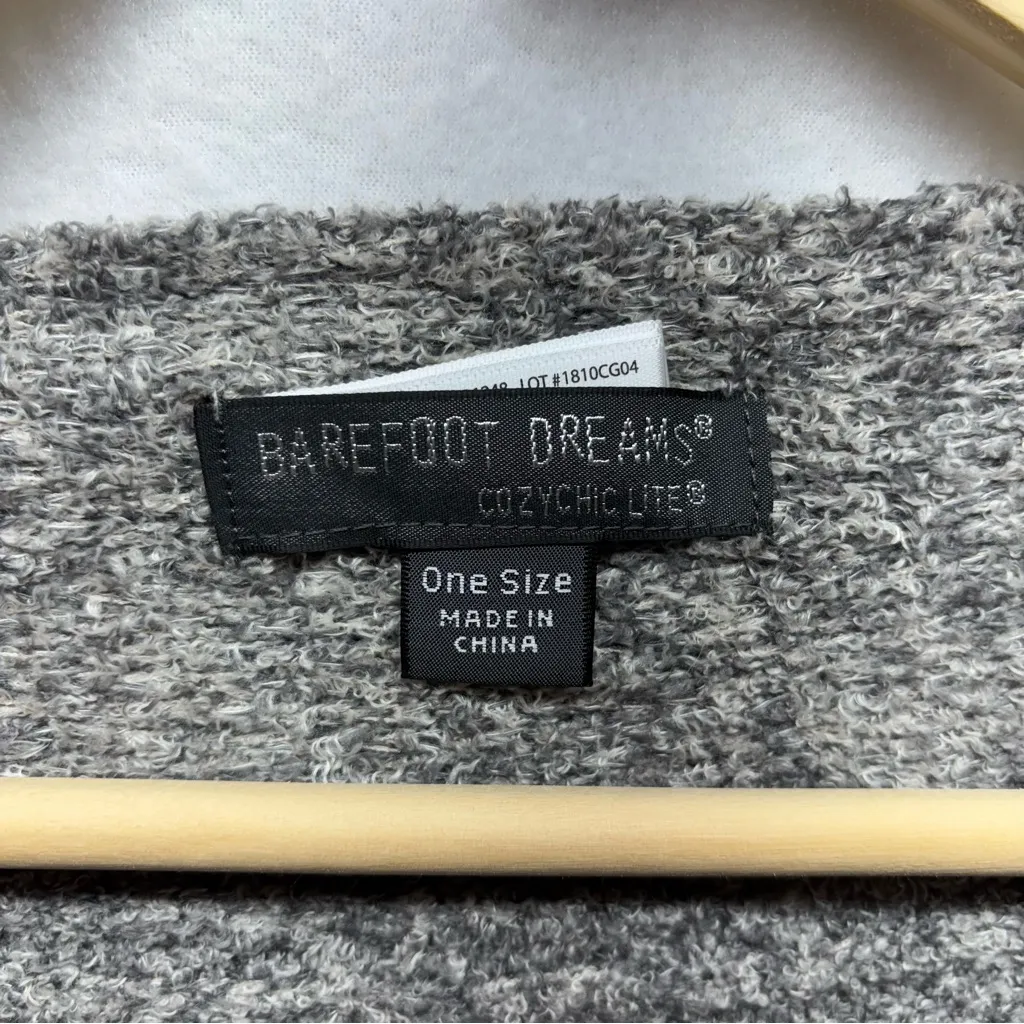 LOT #1810CG04
BAREFOOT DREAMS®
COZYCHIC LITE®
One Size
MADE IN
CHINA